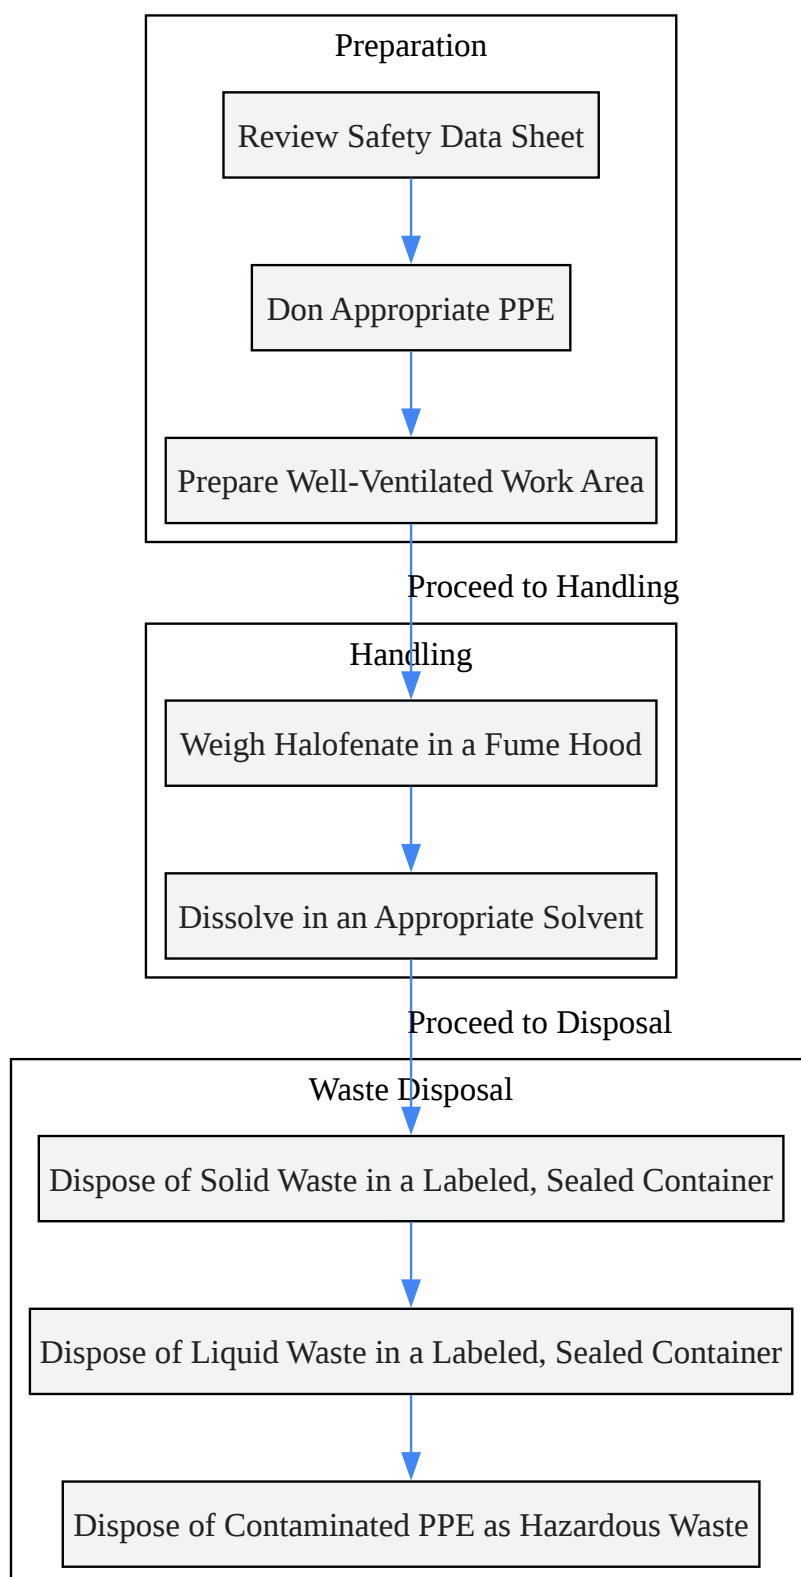 Preparation
Review Safety Data Sheet
Don Appropriate PPE
Prepare Well-Ventilated Work Area
Proceed to Handling
Handling
Weigh Halofenate in a Fume Hood
Dissolve in an Appropriate Solvent
Proceed to Disposal
Waste Disposal
Dispose of Solid Waste in a Labeled, Sealed Container
Dispose of Liquid Waste in a Labeled, Sealed Container
Dispose of Contaminated PPE as Hazardous Waste